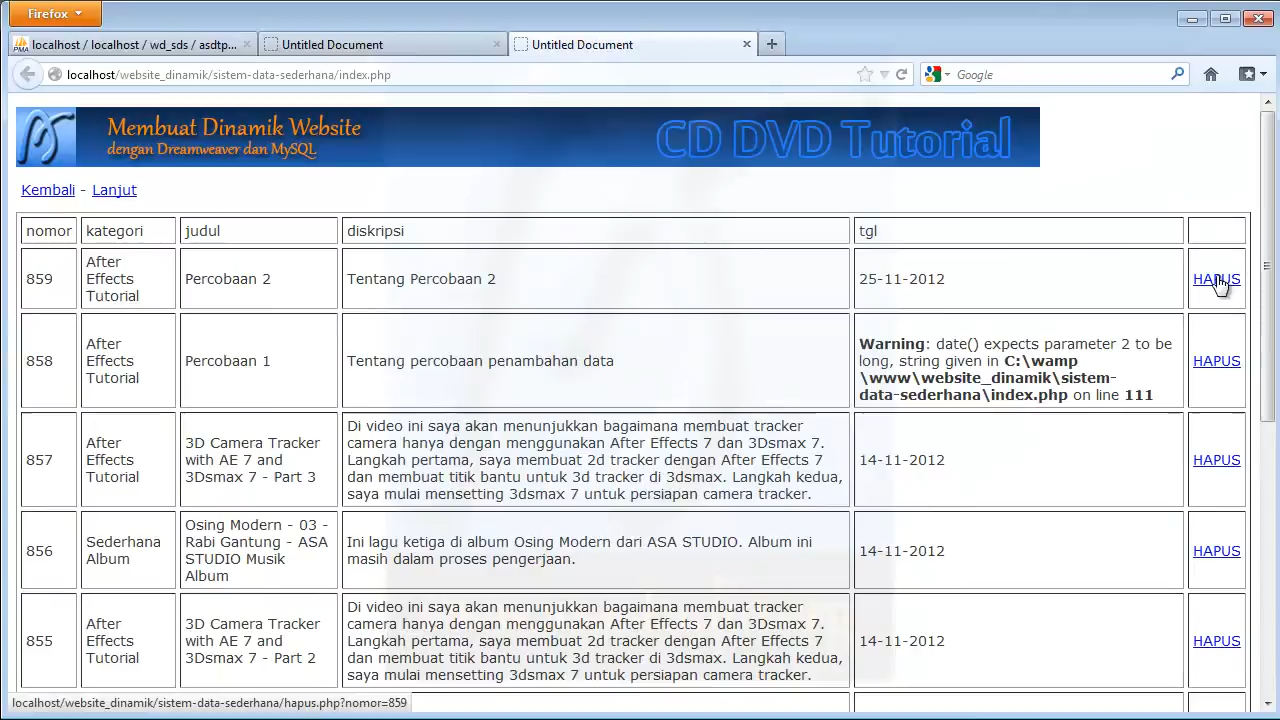 Firefox
localhost / localhost / wd_sds / asdtp...
Untitled Document
Untitled Document
localhost/website_dinamik/sistem-data-sederhana/index.php
Google
Membuat Dinamik Website
dengan Dreamweaver dan MySQL
CD DVD Tutorial
Kembali - Lanjut
nomor kategori judul diskripsi tgl
859
After
Effects
Tutorial
Percobaan 2
Tentang Percobaan 2
25-11-2012
HAPUS
858
After
Effects
Tutorial
Percobaan 1
Tentang percobaan penambahan data
Warning: date() expects parameter 2 to be
long, string given in C:\wamp
\www\website_dinamik\sistem-
data-sederhana\index.php on line 111
HAPUS
857
After
Effects
Tutorial
3D Camera Tracker
with AE 7 and
3Dsmax 7 - Part 3
Di video ini saya akan menunjukkan bagaimana membuat tracker
camera hanya dengan menggunakan After Effects 7 dan 3Dsmax 7.
Langkah pertama, saya membuat 2d tracker dengan After Effects 7
dan membuat titik bantu untuk 3d tracker di 3dsmax. Langkah kedua,
saya mulai mensetting 3dsmax 7 untuk persiapan camera tracker.
14-11-2012
HAPUS
856
Sederhana
Album
Osing Modern - 03 -
Rabi Gantung - ASA
STUDIO Musik
Album
Ini lagu ketiga di album Osing Modern dari ASA STUDIO. Album ini
masih dalam proses pengerjaan.
14-11-2012
HAPUS
855
After
Effects
Tutorial
3D Camera Tracker
with AE 7 and
3Dsmax 7 - Part 2
Di video ini saya akan menunjukkan bagaimana membuat tracker
camera hanya dengan menggunakan After Effects 7 dan 3Dsmax 7.
Langkah pertama, saya membuat 2d tracker dengan After Effects 7
dan membuat titik bantu untuk 3d tracker di 3dsmax. Langkah kedua,
saya mulai mensetting 3dsmax 7 untuk persiapan camera tracker.
14-11-2012
HAPUS
localhost/website_dinamik/sistem-data-sederhana/hapus.php?nomor=859